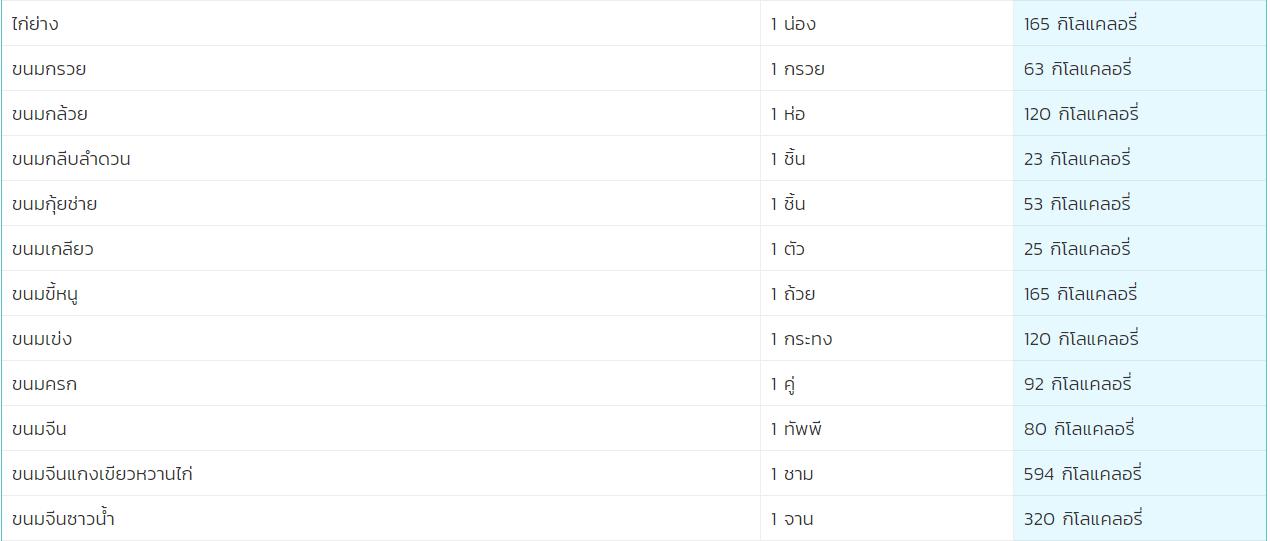 ไก่ย่าง 1 น่อง 165 กิโลแคลอรี่
ขนมกรวย 1 กรวย 63 กิโลแคลอรี่
ขนมกล้วย 1 ห่อ 120 กิโลแคลอรี่
ขนมกลีบลำดวน 1 ชิ้น 23 กิโลแคลอรี่
ขนมกุ้ยช่าย 1 ชิ้น 53 กิโลแคลอรี่
ขนมเกลียว 1 ตัว 25 กิโลแคลอรี่
ขนมขี้หนู 1 ถ้วย 165 กิโลแคลอรี่
ขนมเข่ง 1 กระทง 120 กิโลแคลอรี่
ขนมครก 1 คู่ 92 กิโลแคลอรี่
ขนมจีน 1 ทัพพี 80 กิโลแคลอรี่
ขนมจีนแกงเขียวหวานไก่ 1 ชาม 594 กิโลแคลอรี่
ขนมจีนซาวน้ำ 1 จาน 320 กิโลแคลอรี่